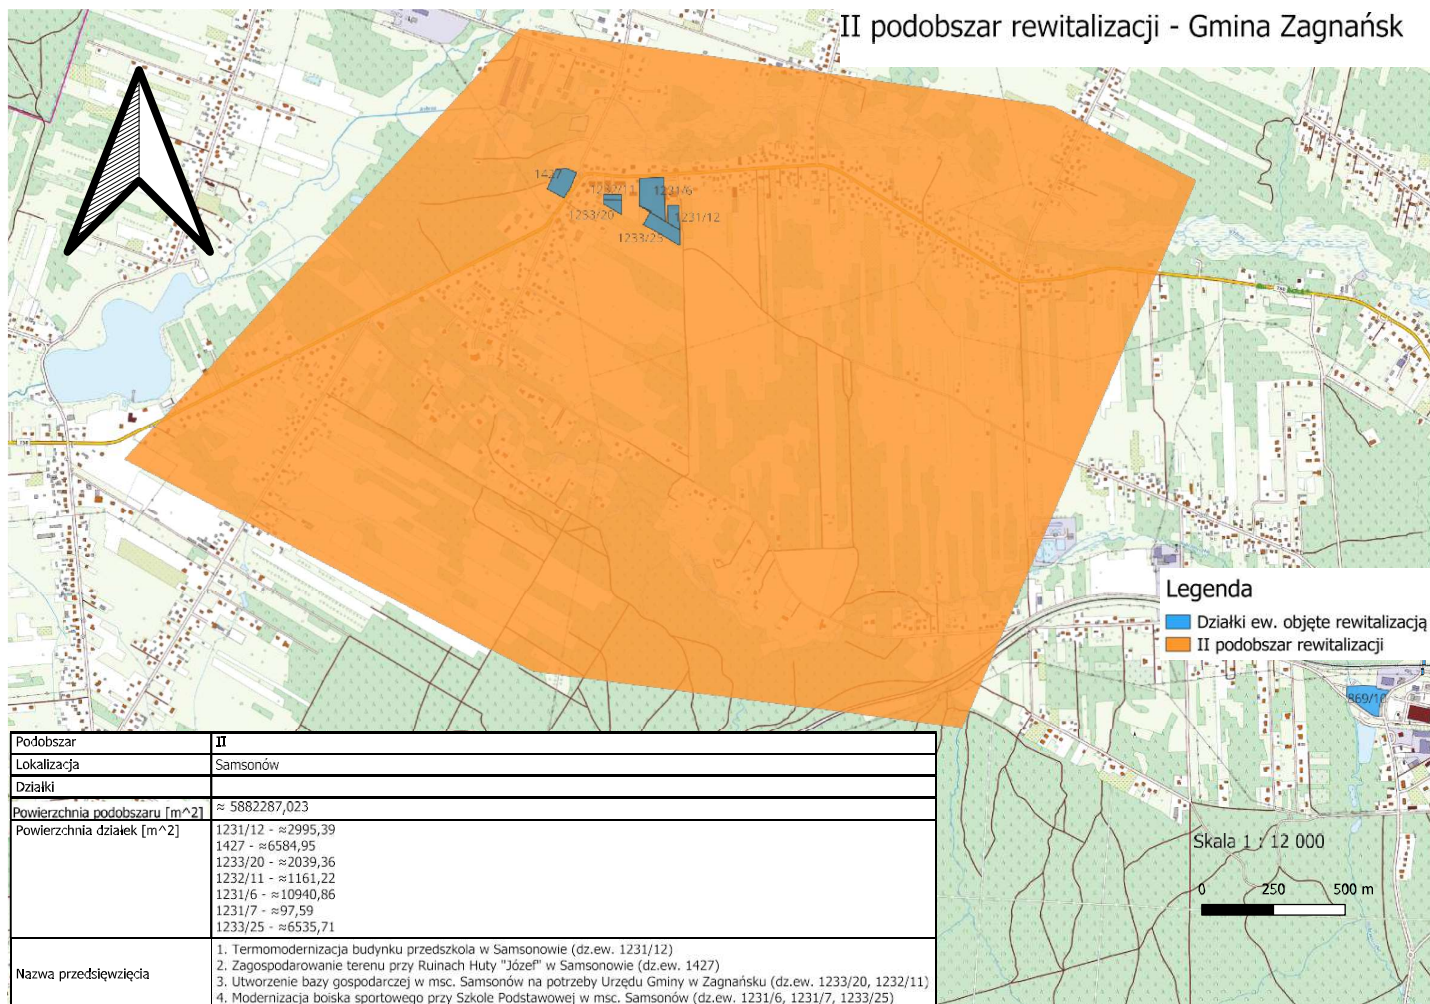 II podobszar rewitalizacji - Gmina Zagnańsk
1427
1232/11
1231/6
1233/20
1231/12
1233/25
758
Legenda
Działki ew. objęte rewitalizacją
II podobszar rewitalizacji
869/10
Skala 1 : 12 000
0 250 500 m
Podobszar II
Lokalizacja Samsonów
Działki
Powierzchnia podobszaru [m^2] ≈ 5882287,023
Powierzchnia działek [m^2] 1231/12 - ≈2995,39
1427 - ≈6584,95
1233/20 - ≈2039,36
1232/11 - ≈1161,22
1231/6 - ≈10940,86
1231/7 - ≈97,59
1233/25 - ≈6535,71
Nazwa przedsięwzięcia
1. Termomodernizacja budynku przedszkola w Samsonowie (dz.ew. 1231/12)
2. Zagospodarowanie terenu przy Ruinach Huty "Józef" w Samsonowie (dz.ew. 1427)
3. Utworzenie bazy gospodarczej w msc. Samsonów na potrzeby Urzędu Gminy w Zagnańsku (dz.ew. 1233/20, 1232/11)
4. Modernizacja boiska sportowego przy Szkole Podstawowej w msc. Samsonów (dz.ew. 1231/6, 1231/7, 1233/25)